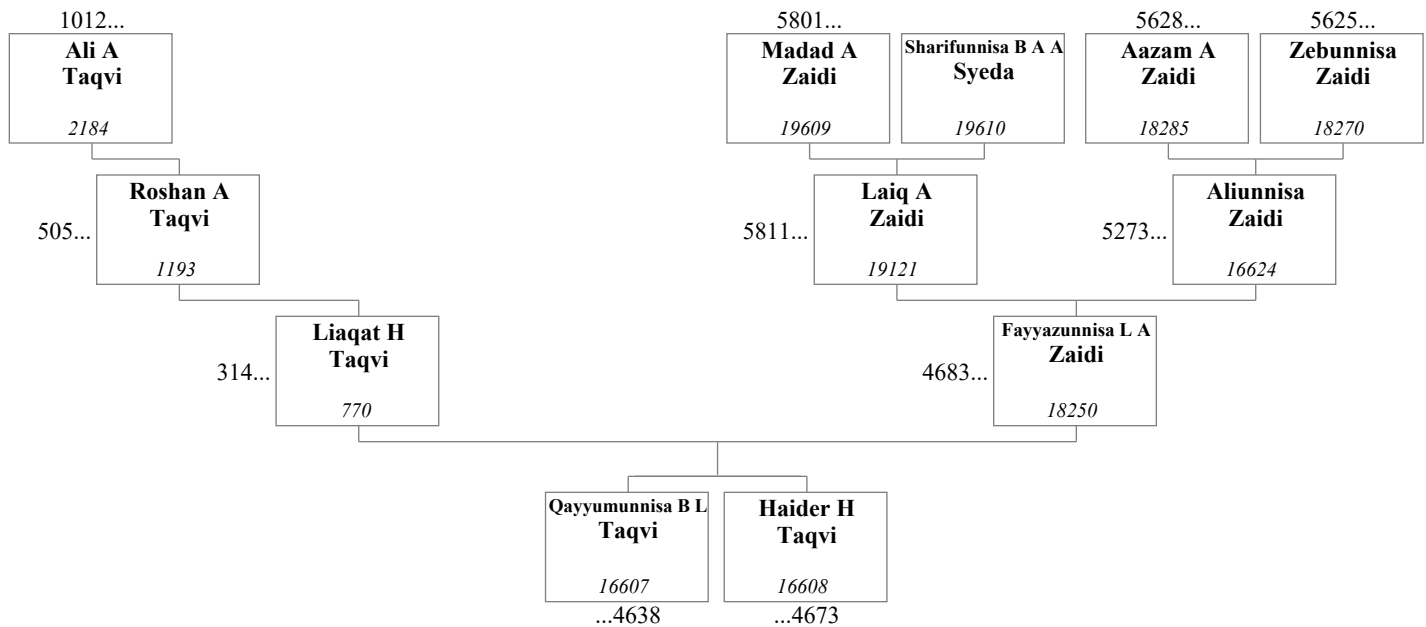 1012...
5801...
5628...
5625...
Ali A
Taqvi
2184
Madad A
Zaidi
19609
Sharifunnisa B A A
Syeda
19610
Aazam A
Zaidi
18285
Zebunnisa
Zaidi
18270
505...
Roshan A
Taqvi
1193
5811...
Laiq A
Zaidi
19121
5273...
Aliunnisa
Zaidi
16624
314...
Liaqat H
Taqvi
770
4683...
Fayyazunnisa L A
Zaidi
18250
Qayyumunnisa B L
Taqvi
16607
...4638
Haider H
Taqvi
16608
...4673